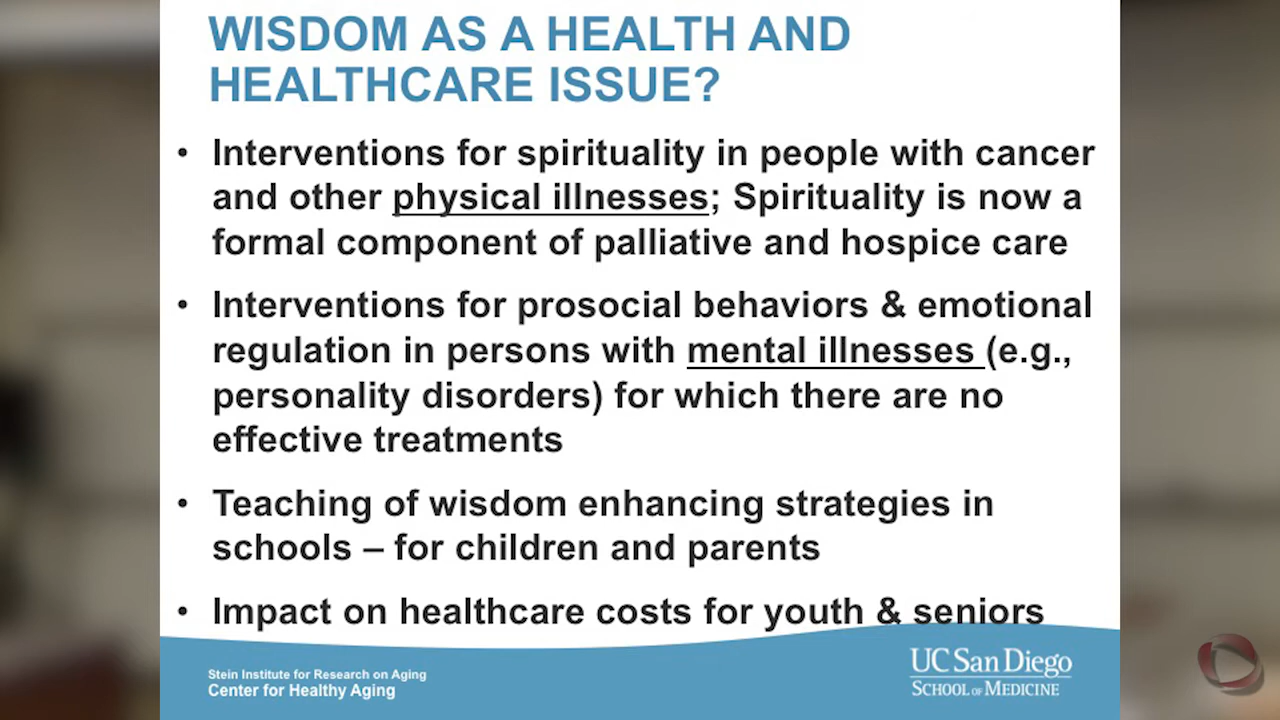 WISDOM AS A HEALTH AND
HEALTHCARE ISSUE?
• Interventions for spirituality in people with cancer
and other physical illnesses; Spirituality is now a
formal component of palliative and hospice care
• Interventions for prosocial behaviors & emotional
regulation in persons with mental illnesses (e.g.,
personality disorders) for which there are no
effective treatments
• Teaching of wisdom enhancing strategies in
schools – for children and parents
• Impact on healthcare costs for youth & seniors
Stein Institute for Research on Aging
Center for Healthy Aging
UC San Diego
SCHOOL OF MEDICINE